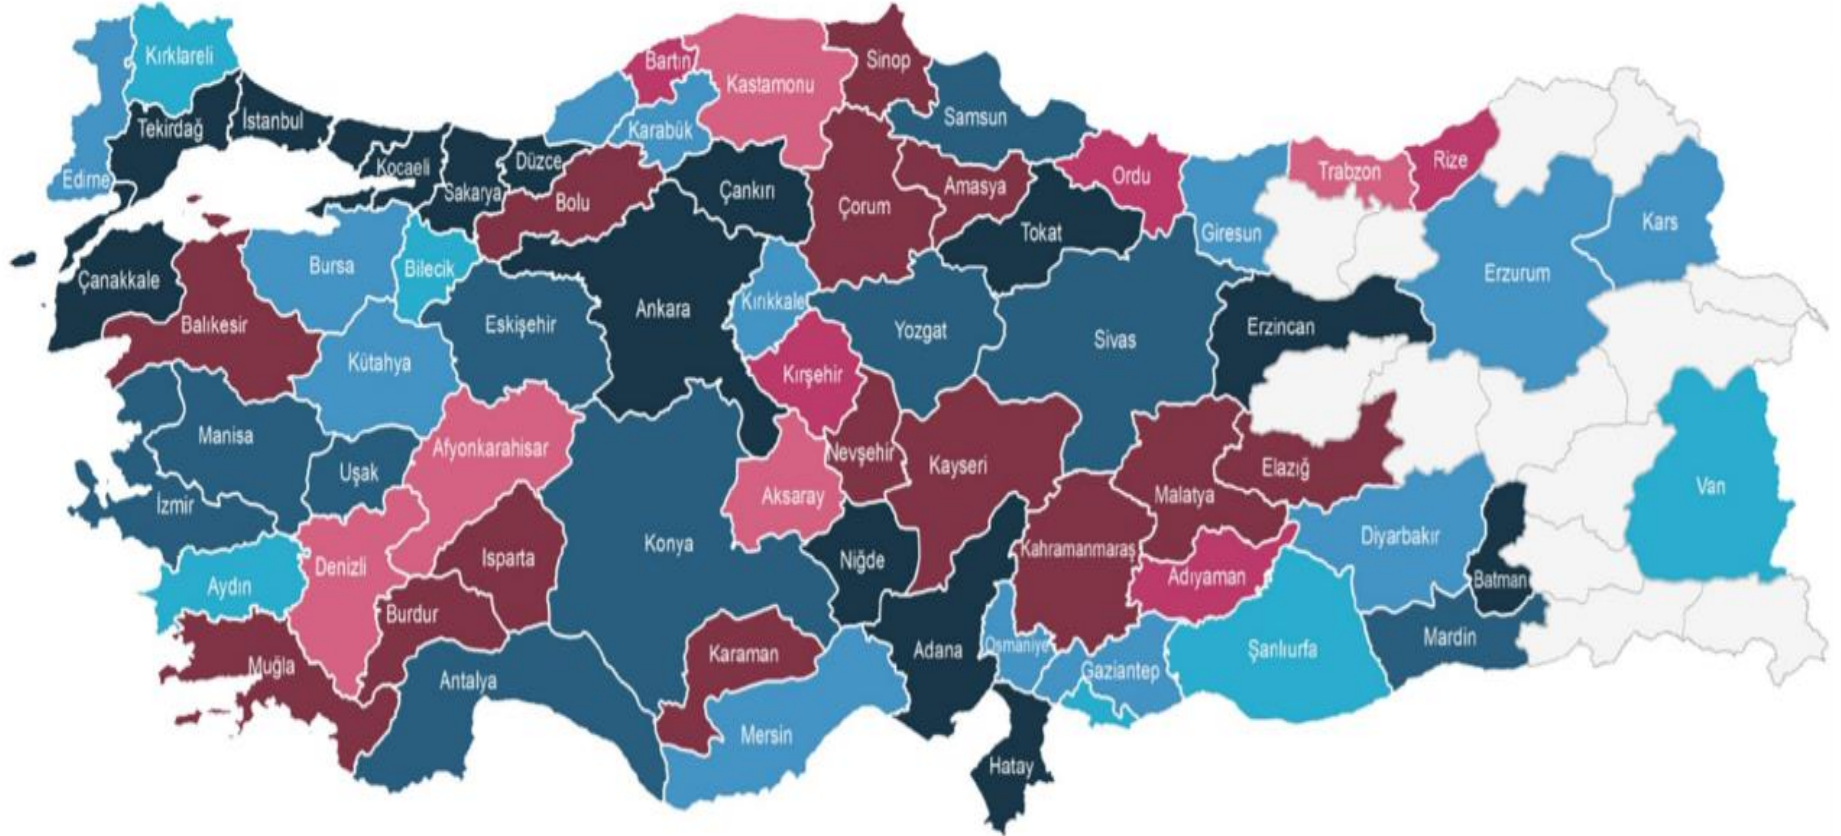 Kırklareli
Bartın
Kastamonu
Sinop
Tekirdağ
İstanbul
Karabük
Samsun
Edirne
Kocaeli
Düzce
Sakarya
Bolu
Çankırı
Çorum
Amasya
Ordu
Trabzon
Rize
Tokat
Giresun
Kars
Çanakkale
Bursa
Bilecik
Erzurum
Balıkesir
Eskişehir
Ankara
Kırıkkale
Yozgat
Sivas
Erzincan
Kütahya
Kırşehir
Manisa
Uşak
Afyonkarahisar
Nevşehir
Kayseri
Elazığ
İzmir
Aksaray
Malatya
Van
Konya
Diyarbakır
Aydın
Denizli
Isparta
Niğde
Kahramanmaraş
Adıyaman
Batman
Burdur
Muğla
Antalya
Karaman
Adana
Osmaniye
Gaziantep
Şanlıurfa
Mardin
Mersin
Hatay